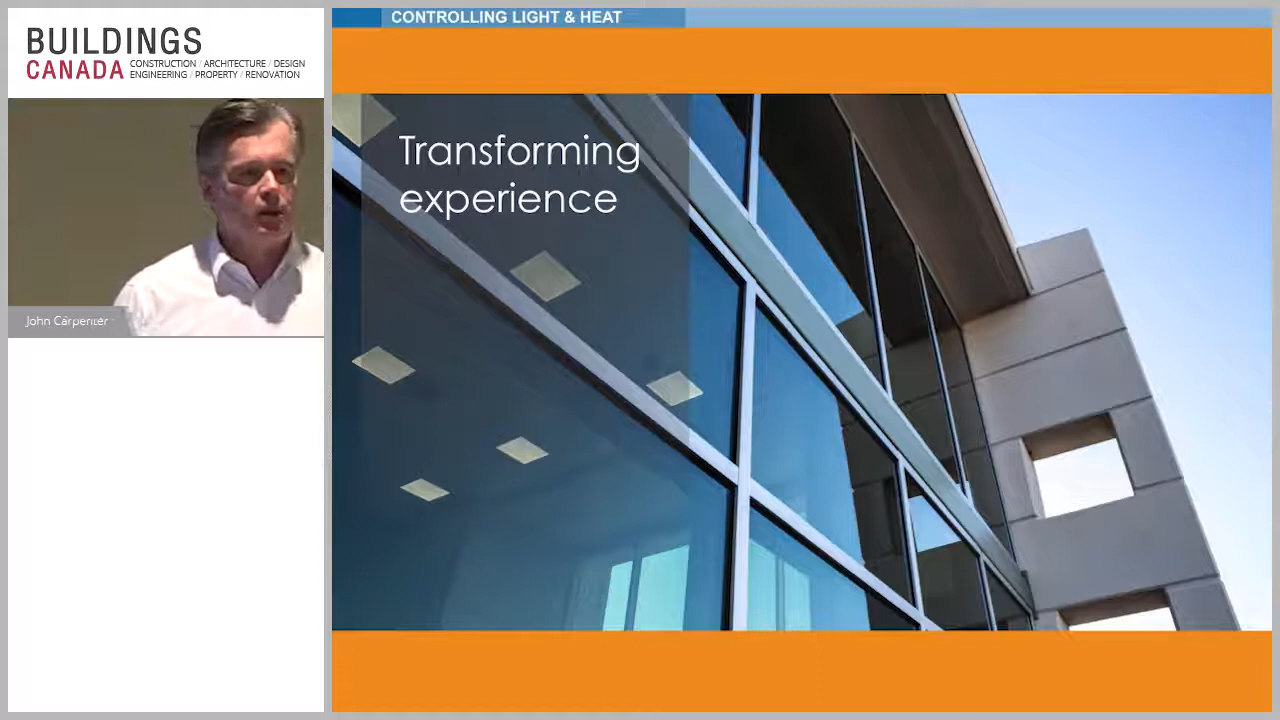 BUILDINGS
CANADA CONSTRUCTION / ARCHITECTURE / DESIGN
ENGINEERING / PROPERTY / RENOVATION
John Carpenter
CONTROLLING LIGHT & HEAT
Transforming
experience